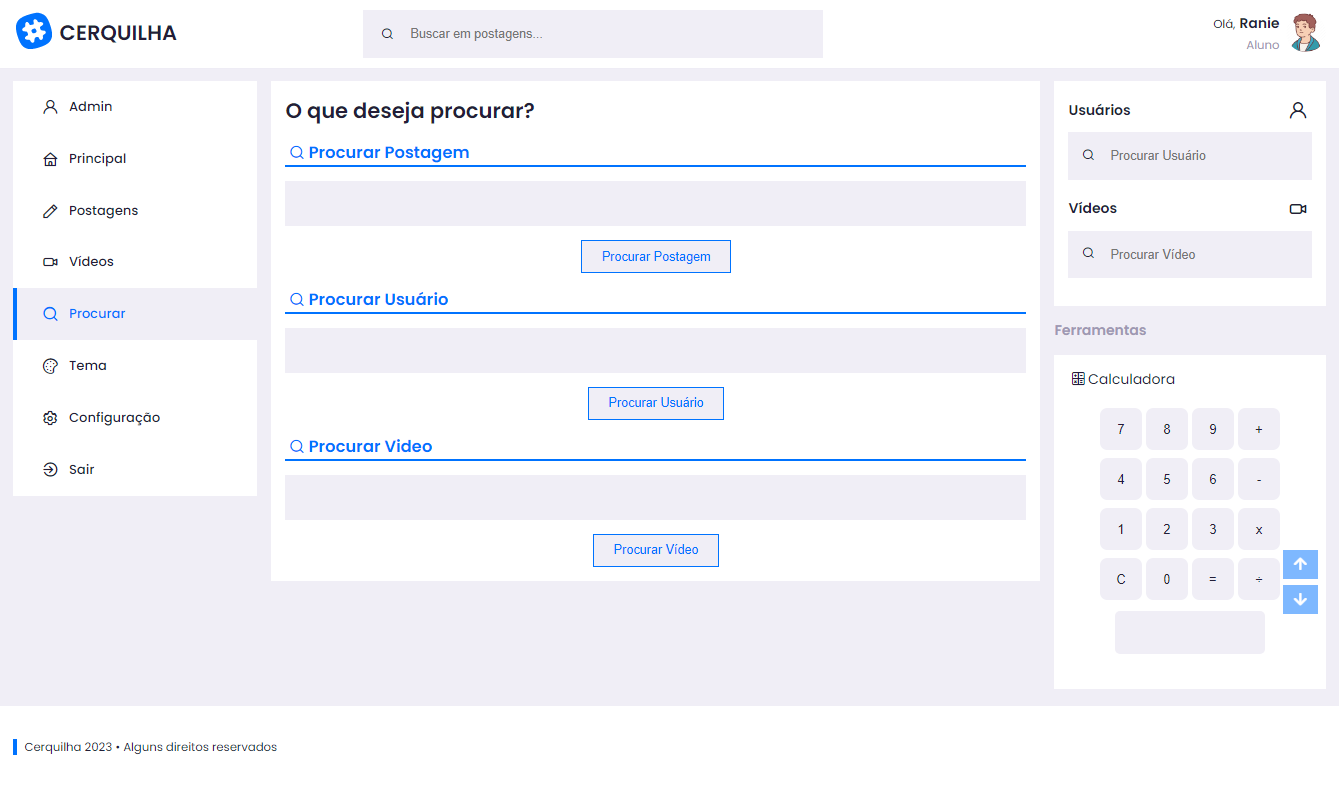 CERQUILHA
Buscar em postagens...
Olá, Ranie
Aluno
Admin
Principal
Postagens
Vídeos
Procurar
Tema
Configuração
Sair
O que deseja procurar?
Procurar Postagem
Procurar Postagem
Procurar Usuário
Procurar Usuário
Procurar Video
Procurar Vídeo
Usuários
Procurar Usuário
Vídeos
Procurar Vídeo
Ferramentas
Calculadora
7 8 9 +
4 5 6 -
1 2 3 x
C 0 = ÷
Cerquilha 2023 • Alguns direitos reservados